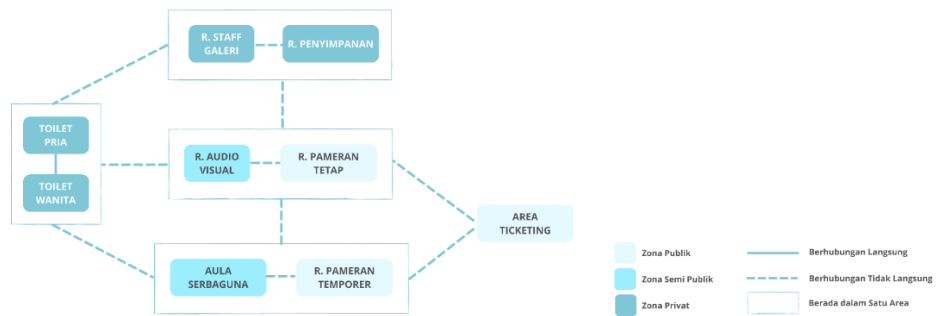 R. STAFF
GALERI
R. PENYIMPANAN
TOILET
PRIA
TOILET
WANITA
R. AUDIO
VISUAL
R. PAMERAN
TETAP
AREA
TICKETING
AULA
SERBAGUNA
R. PAMERAN
TEMPORER
Zona Publik
Zona Semi Publik
Zona Privat
Berhubungan Langsung
Berhubungan Tidak Langsung
Berada dalam Satu Area